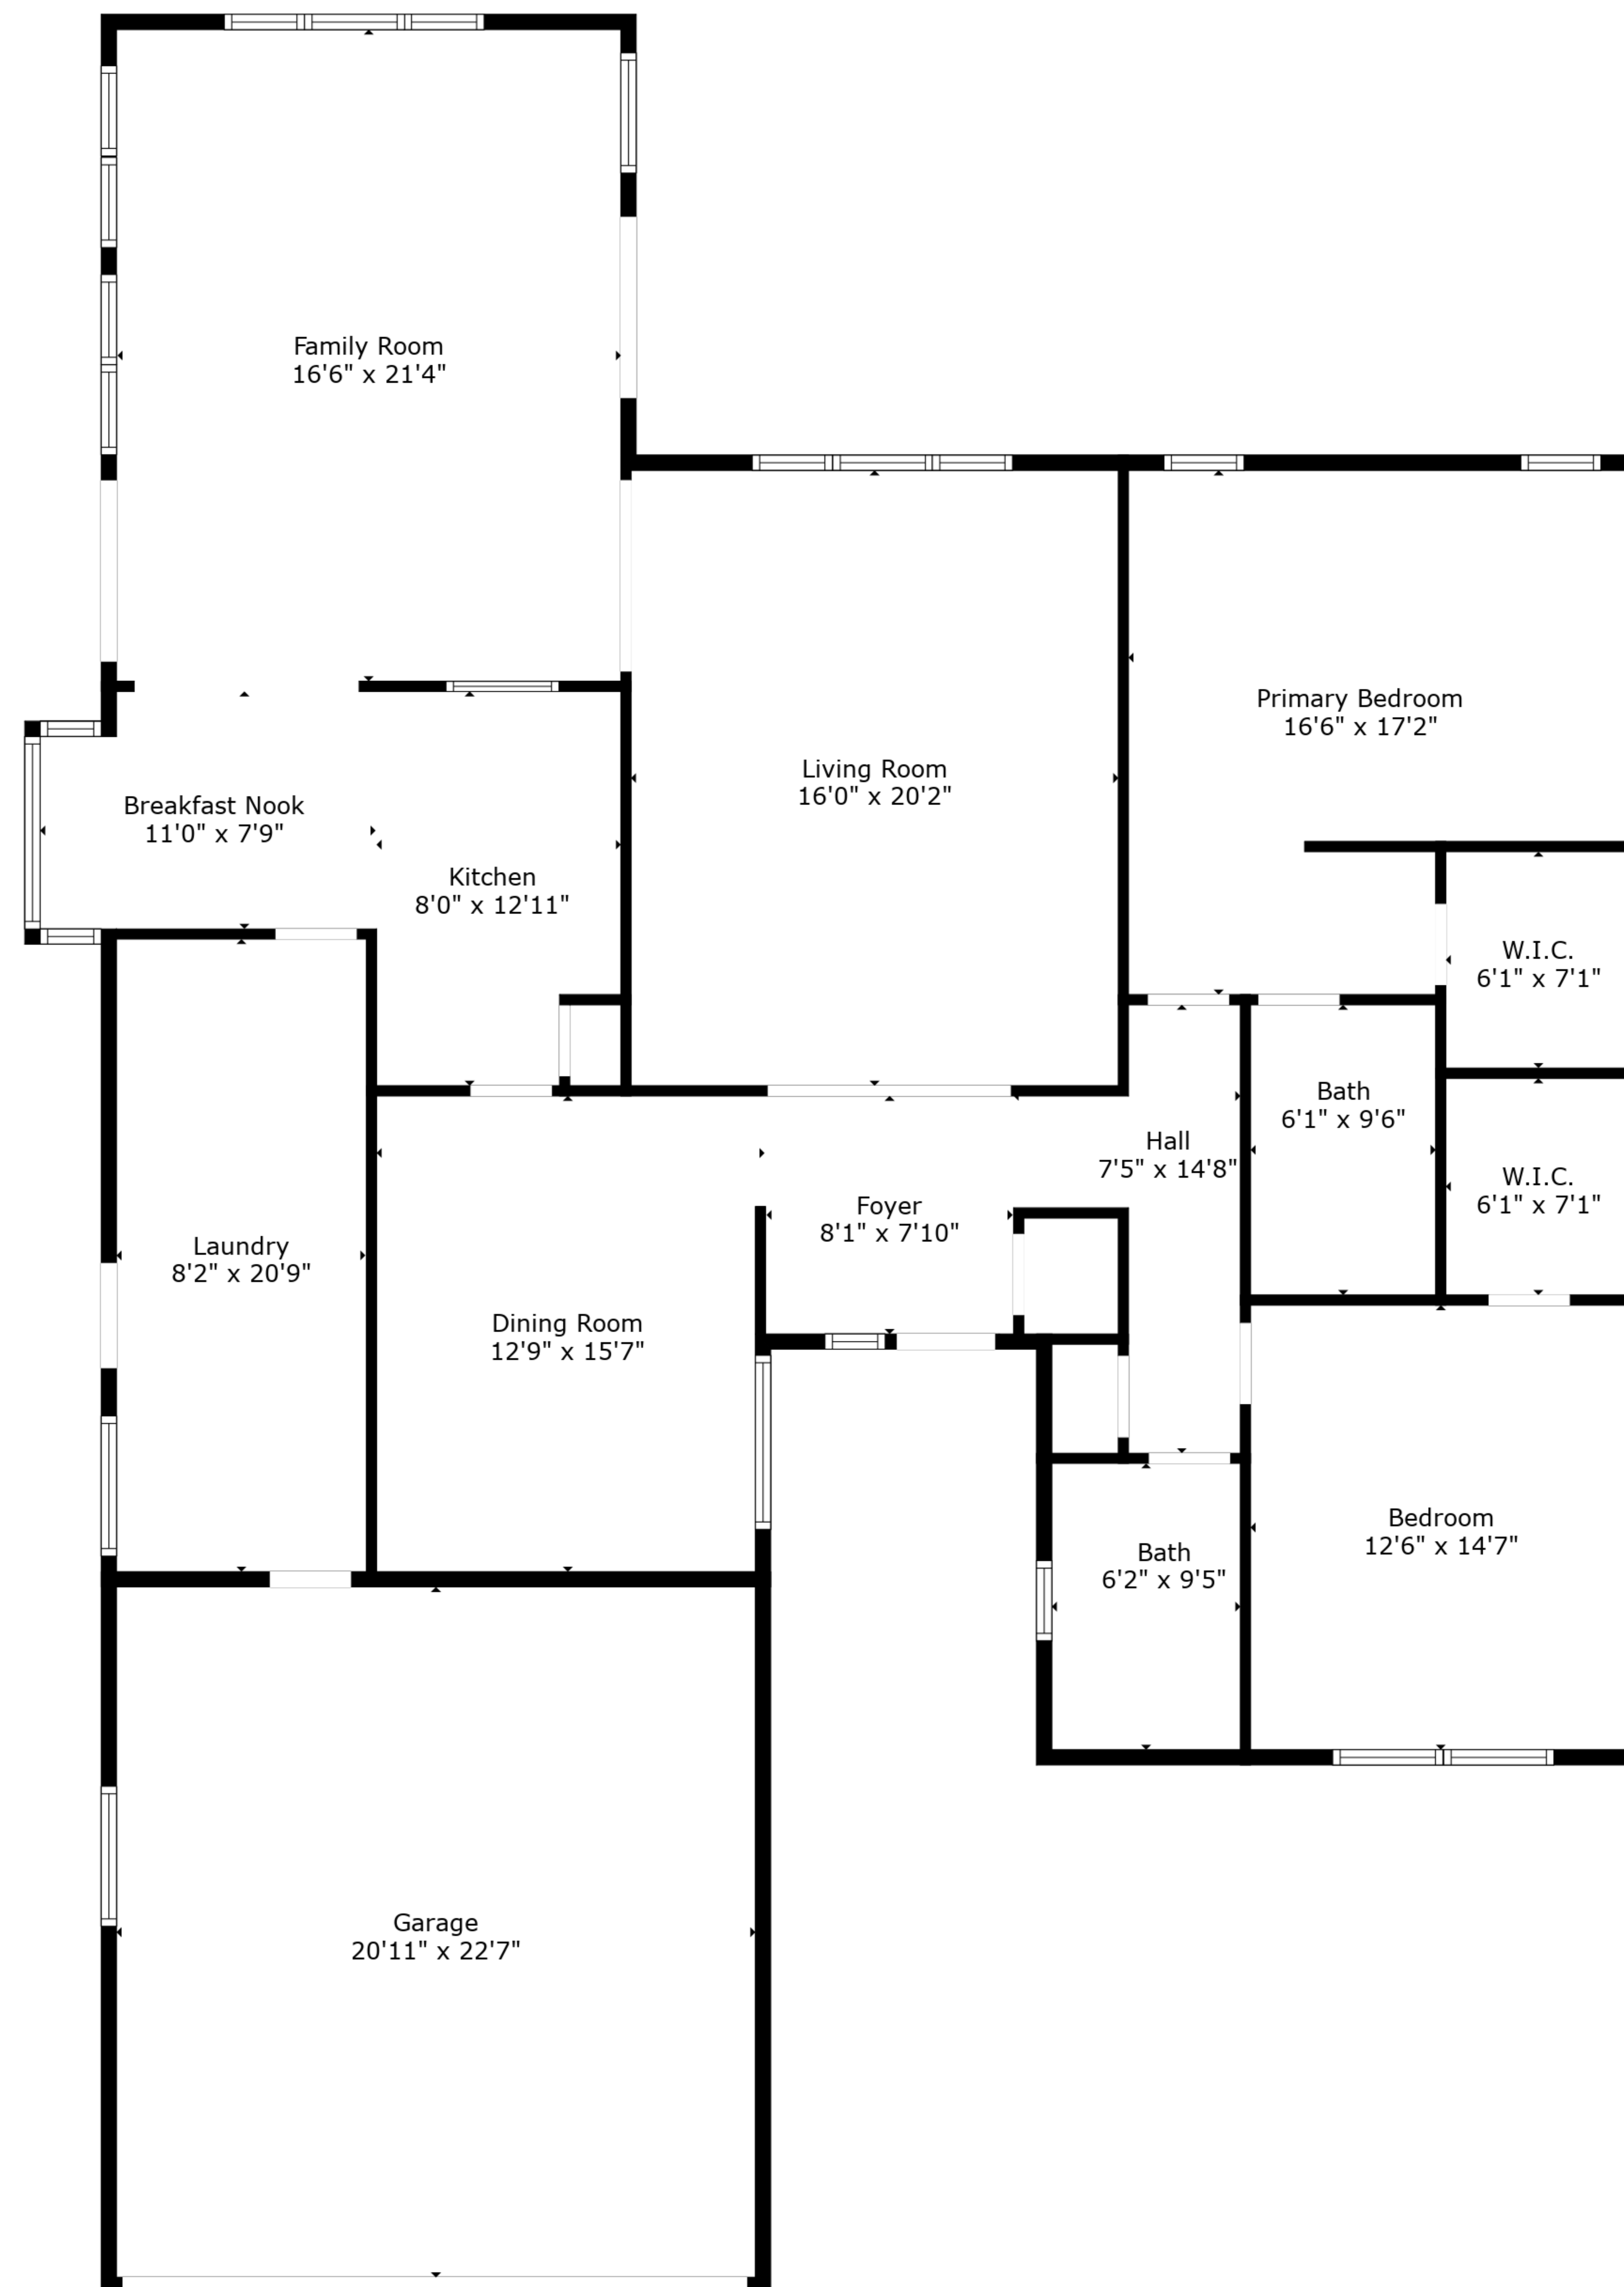 Family Room
16'6" x 21'4"
Primary Bedroom
16'6" x 17'2"
Living Room
16'0" x 20'2"
Breakfast Nook
11'0" x 7'9"
Kitchen
8'0" x 12'11"
W.I.C.
6'1" x 7'1"
Bath
6'1" x 9'6"
Hall
7'5" x 14'8"
W.I.C.
6'1" x 7'1"
Foyer
8'1" x 7'10"
Laundry
8'2" x 20'9"
Dining Room
12'9" x 15'7"
Bedroom
12'6" x 14'7"
Bath
6'2" x 9'5"
Garage
20'11" x 22'7"